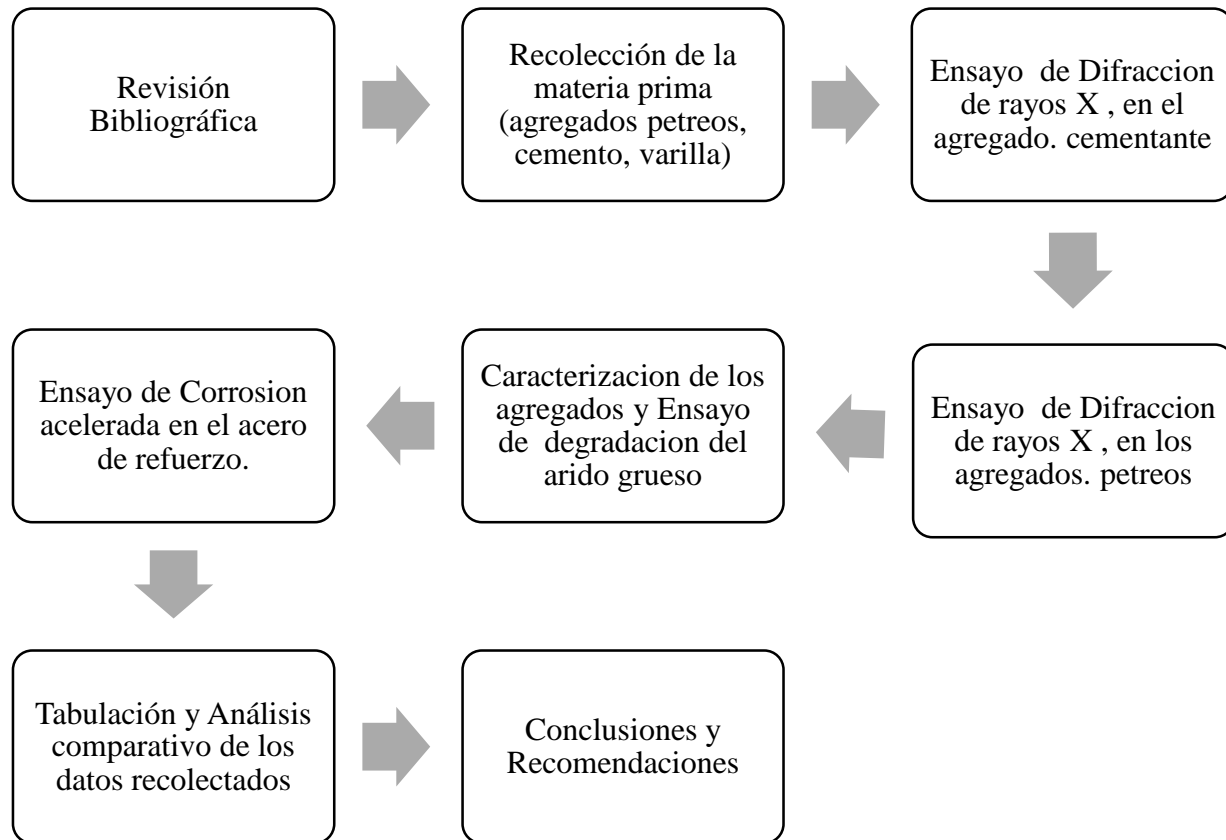 Revisión
Bibliográfica
Recolección de la
materia prima
(agregados petreos,
cemento, varilla)
Ensayo de Difraccion
de rayos X , en el
agregado. cementante
Ensayo de Difraccion
de rayos X , en los
agregados. petreos
Caracterizacion de los
agregados y Ensayo
de degradacion del
arido grueso
Ensayo de Corrosion
acelerada en el acero
de refuerzo.
Tabulación y Análisis
comparativo de los
datos recolectados
Conclusiones y
Recomendaciones